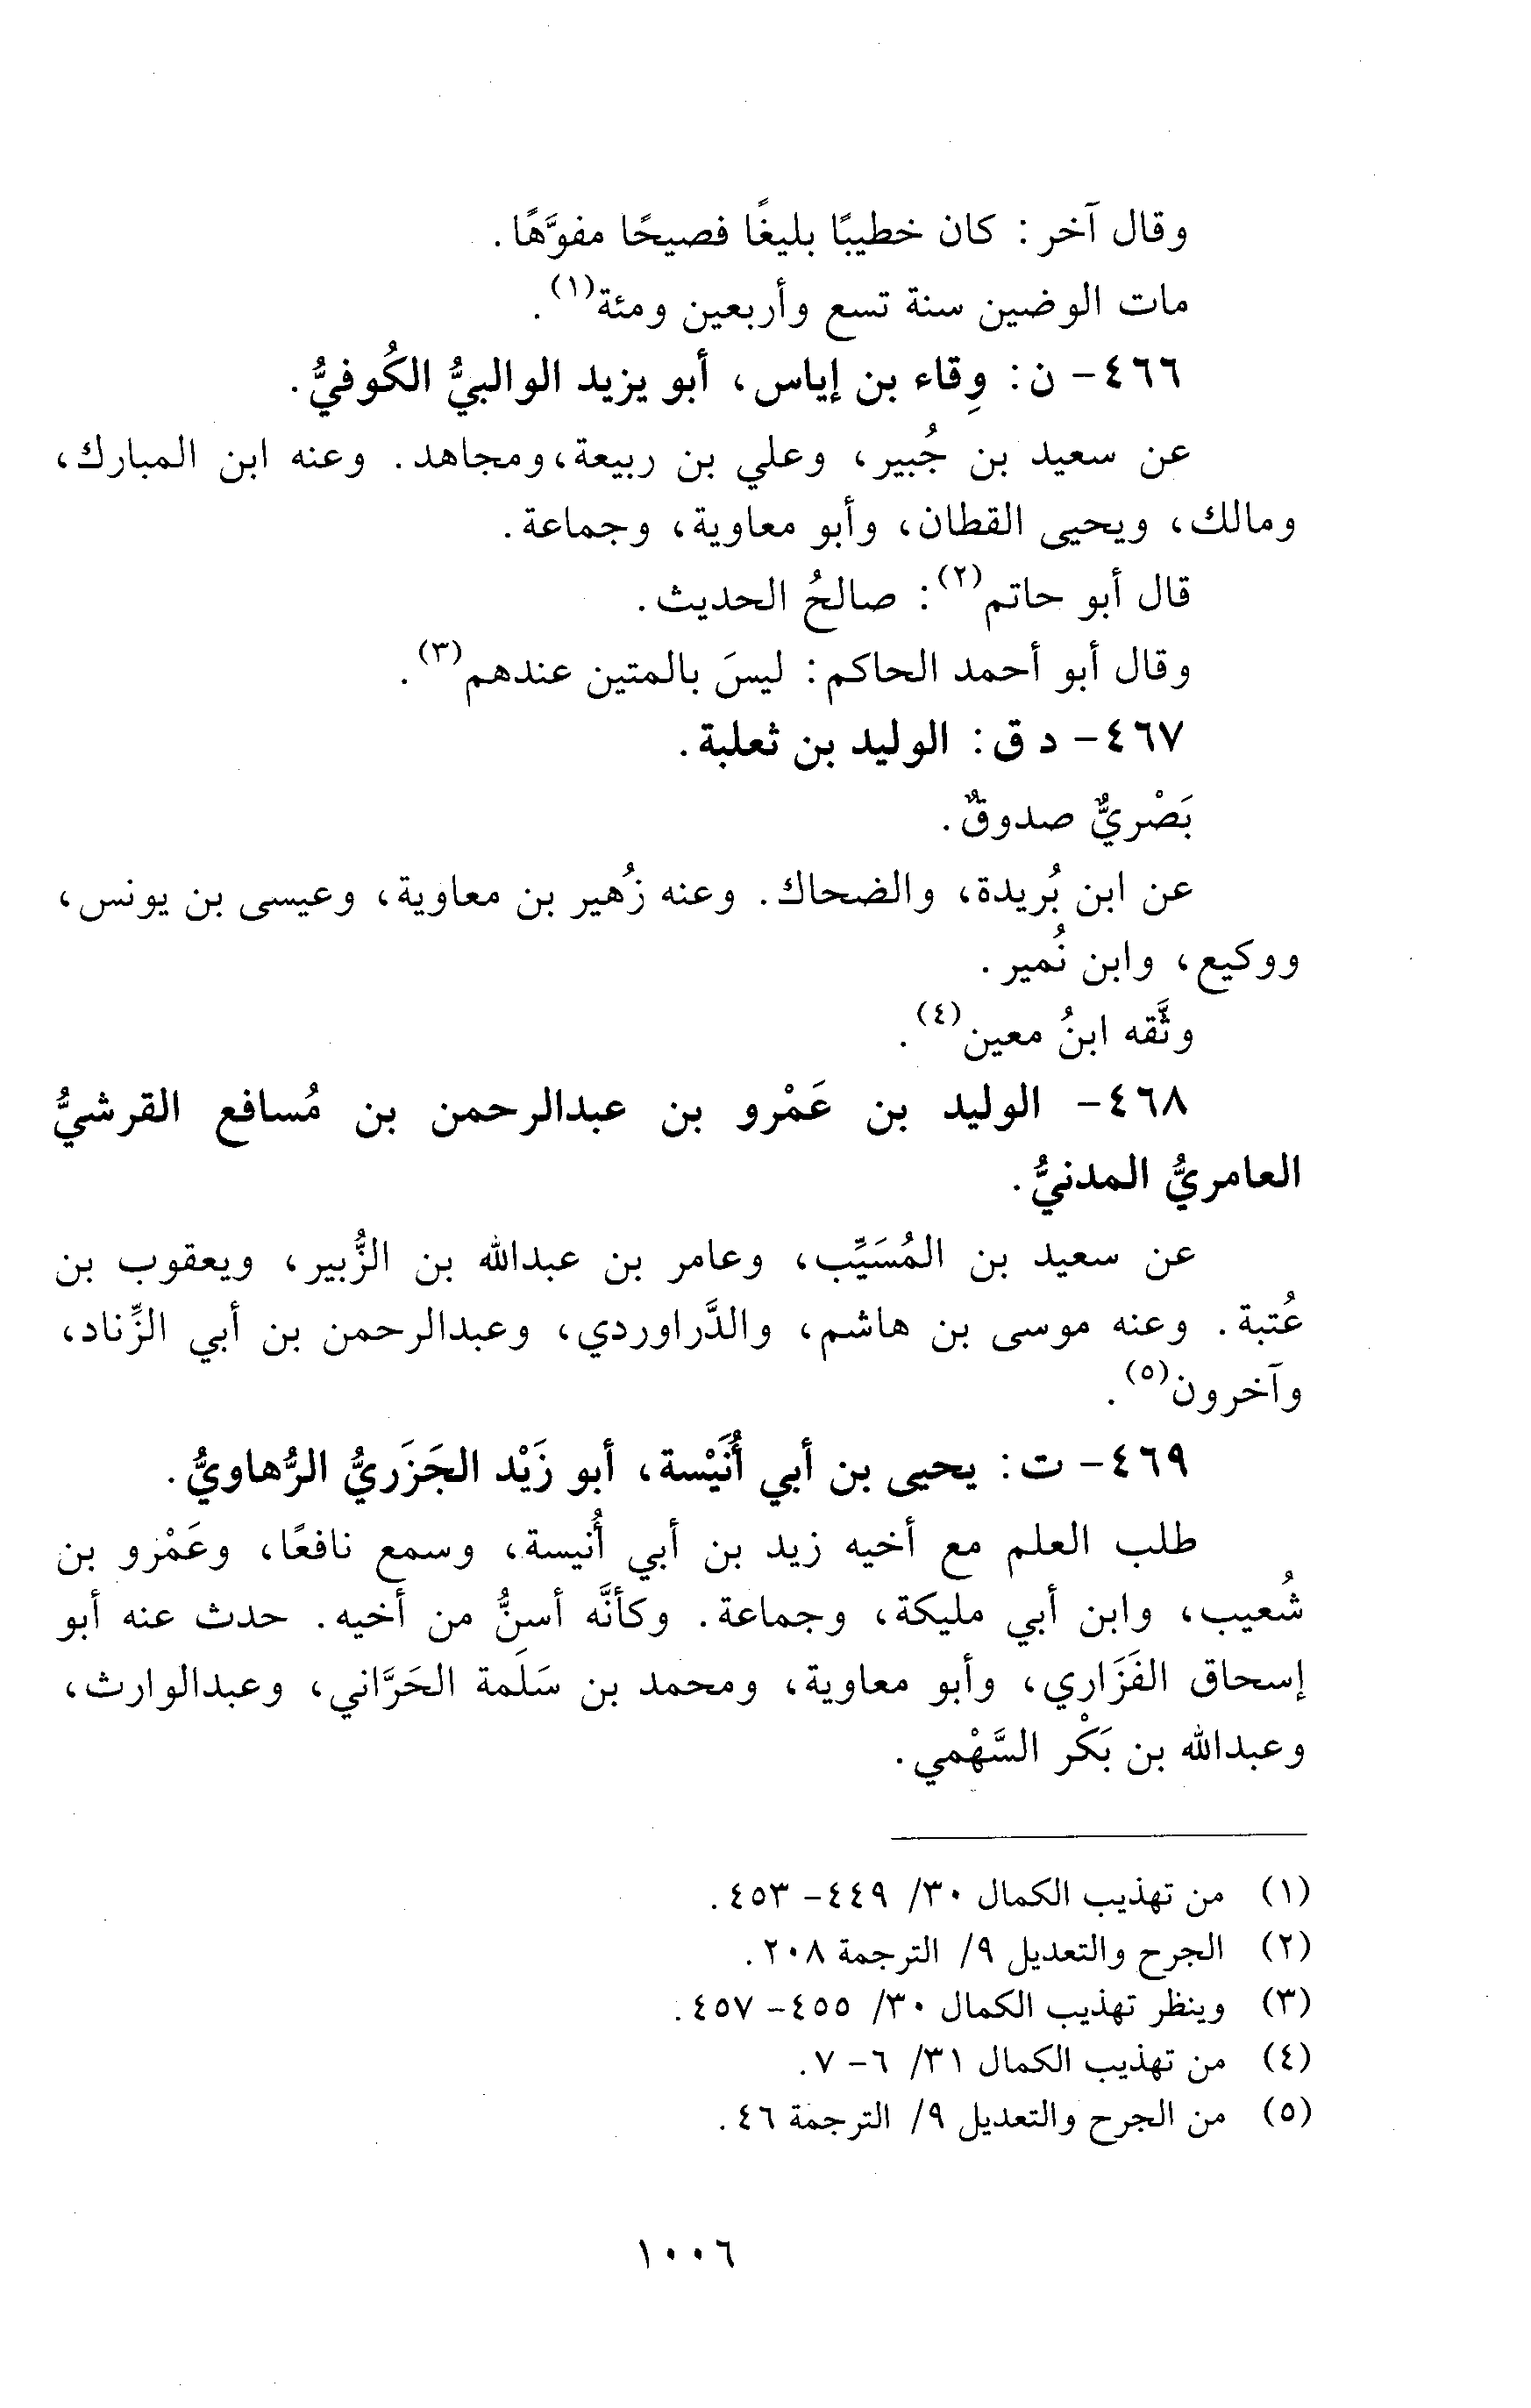 وقال آخر: كان خطيبًا بليغًا فصيحًا مفوَّهًا.
مات الوضين سنة تسع وأربعين ومئة(١).
٤٦٦- ن: وِقاء بن إياس، أبو يزيد الوالبيُّ الكُوفيُّ.
عن سعيد بن جُبير، وعلي بن ربيعة،ومجاهد. وعنه ابن المبارك،
ومالك، ويحيى القطان، وأبو معاوية، وجماعة.
قال أبو حاتم(٢): صالحُ الحديث.
وقال أبو أحمد الحاكم: ليسَ بالمتين عندهم(٣).
٤٦٧- د ق: الوليد بن ثعلبة.
بَصْريٌّ صدوقٌ.
عن ابن بُريدة، والضحاك. وعنه زُهير بن معاوية، وعيسى بن يونس،
ووكيع، وابن نُمير.
وثَّقه ابنُ معين(٤).
٤٦٨- الوليد بن عَمْرو بن عبدالرحمن بن مُسافع القرشيُّ
العامريُّ المدنيُّ.
عن سعيد بن المُسَيِّب، وعامر بن عبدالله بن الزُّبير، ويعقوب بن
عُتبة. وعنه موسى بن هاشم، والدَّراوردي، وعبدالرحمن بن أبي الزِّناد،
وآخرون(٥).
٤٦٩- ت: يحيى بن أبي أُنَيْسة، أبو زَيْد الجَزَريُّ الرُّهاويُّ.
طلب العلم مع أخيه زيد بن أبي أُنيسة، وسمع نافعًا، وعَمْرو بن
شُعيب، وابن أبي مليكة، وجماعة. وكأنَّه أسنُّ من أخيه. حدث عنه أبو
إسحاق الفَزَاري، وأبو معاوية، ومحمد بن سَلَمة الحَرَّاني، وعبدالوارث،
وعبدالله بن بَكْر السَّهْمي.
(١) من تهذيب الكمال ٣٠/ ٤٤٩- ٤٥٣.
(٢) الجرح والتعديل ٩/ الترجمة ٢٠٨.
(٣) وينظر تهذيب الكمال ٣٠/ ٤٥٥- ٤٥٧.
(٤) من تهذيب الكمال ٣١/ ٦- ٧.
(٥) من الجرح والتعديل ٩/ الترجمة ٤٦.
١٠٠٦